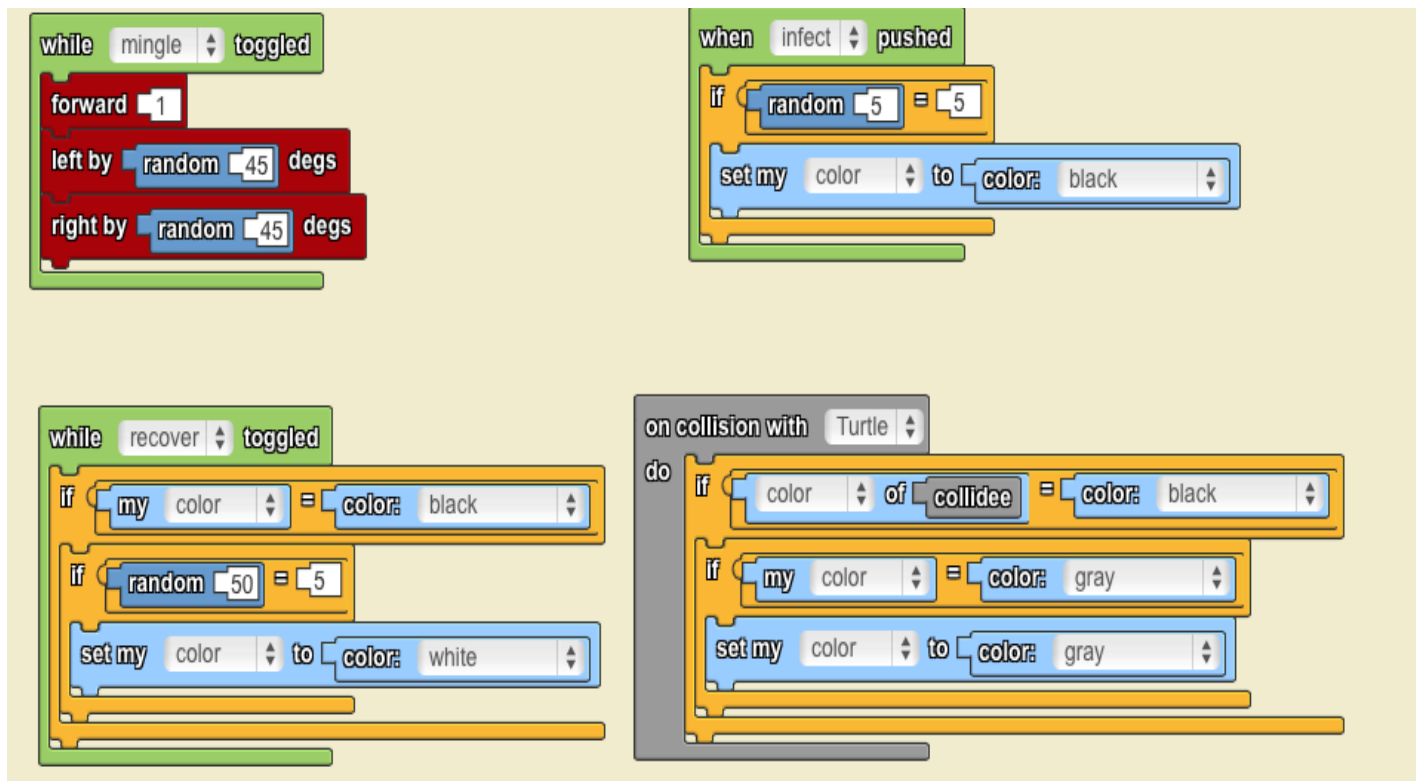 while mingle toggled
forward 1
left by random 45 degs
right by random 45 degs
when infect pushed
if random 5 = 5
set my color to color: black
while recover toggled
if my color = color: black
if random 50 = 5
set my color to color: white
on collision with Turtle
do if color of collidee = color: black
if my color = color: gray
set my color to color: gray